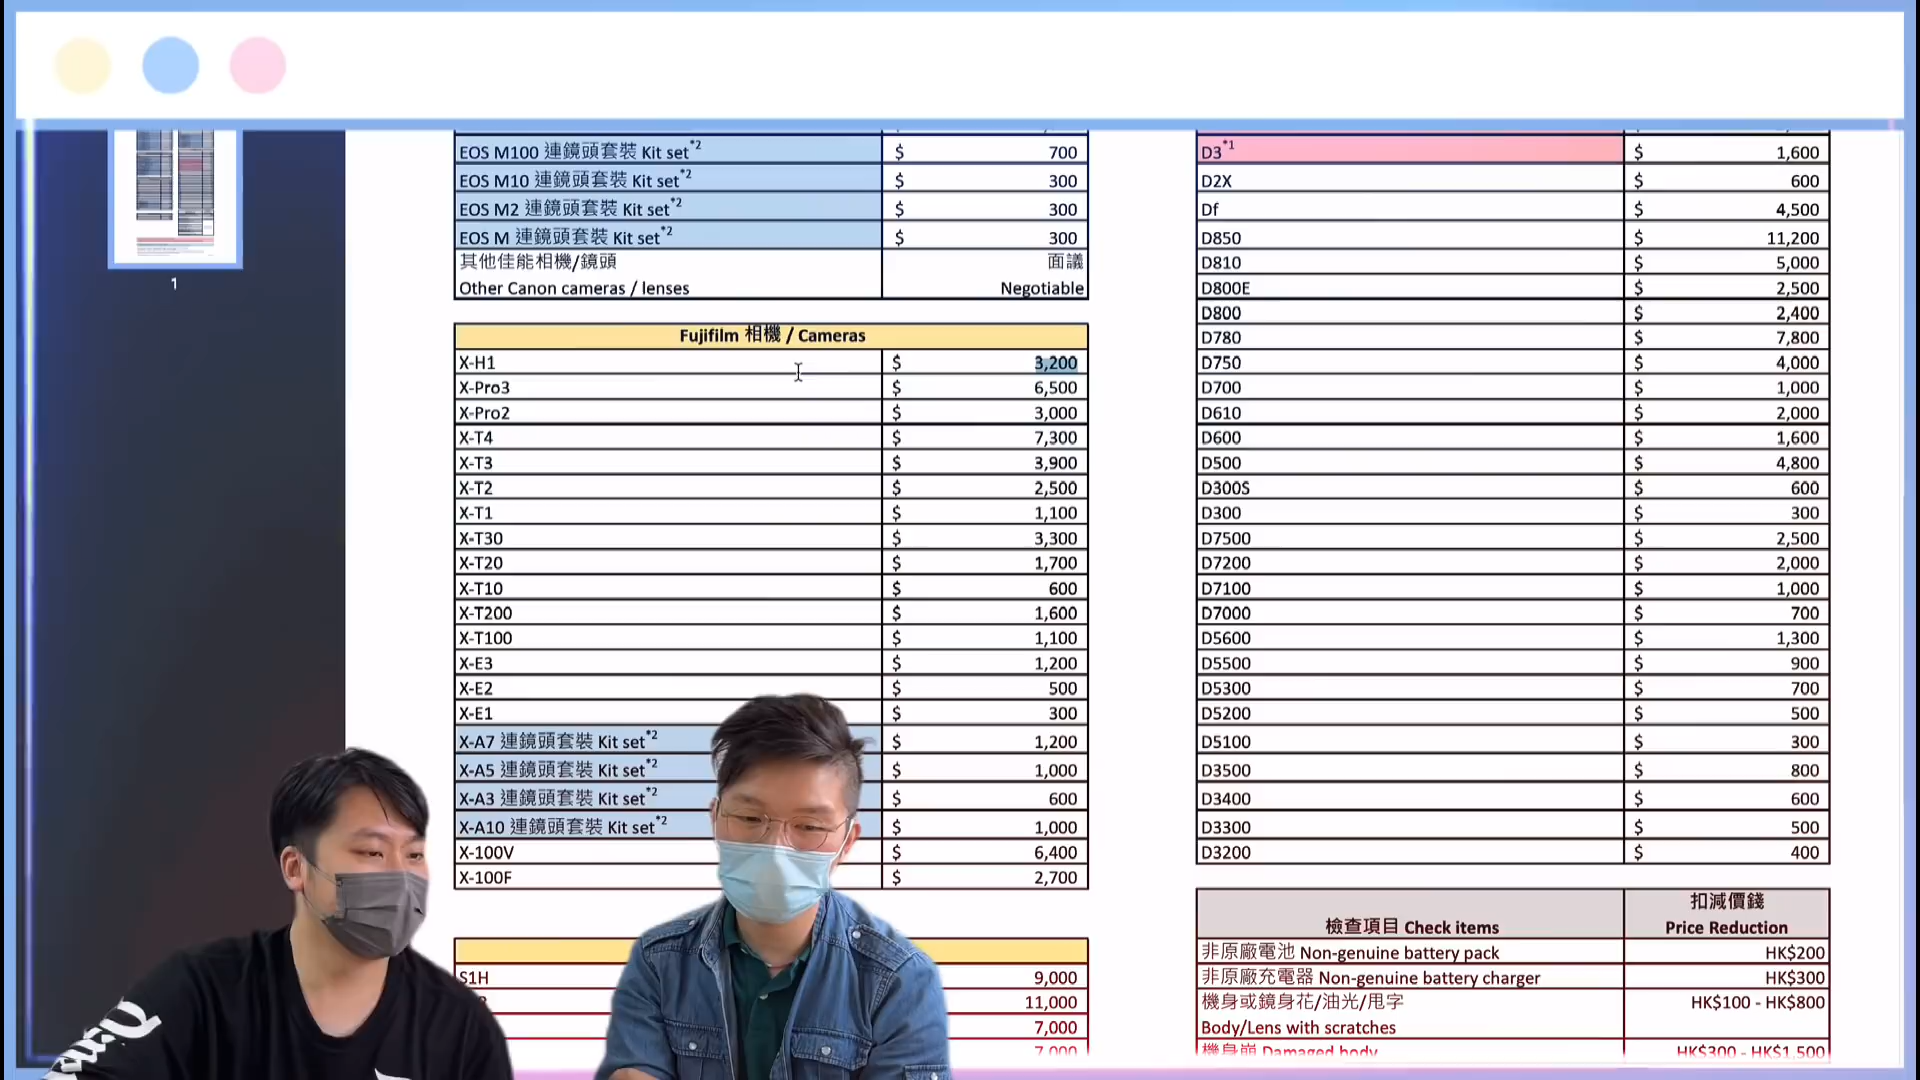 EOS M100 連鏡頭套裝 Kit set*2 $ 700
EOS M10 連鏡頭套裝 Kit set*2 $ 300
EOS M2 連鏡頭套裝 Kit set*2 $ 300
EOS M 連鏡頭套裝 Kit set*2 $ 300
其他佳能相機/鏡頭 面議
Other Canon cameras / lenses Negotiable
Fujifilm 相機 / Cameras
X-H1 $ 3,200
X-Pro3 $ 6,500
X-Pro2 $ 3,000
X-T4 $ 7,300
X-T3 $ 3,900
X-T2 $ 2,500
X-T1 $ 1,100
X-T30 $ 3,300
X-T20 $ 1,700
X-T10 $ 600
X-T200 $ 1,600
X-T100 $ 1,100
X-E3 $ 1,200
X-E2 $ 500
X-E1 $ 300
X-A7 連鏡頭套裝 Kit set*2 $ 1,200
X-A5 連鏡頭套裝 Kit set*2 $ 1,000
X-A3 連鏡頭套裝 Kit set*2 $ 600
X-A10 連鏡頭套裝 Kit set*2 $ 1,000
X-100V $ 6,400
X-100F $ 2,700
S1H 9,000
11,000
7,000
7,000
D3*1 $ 1,600
D2X $ 600
Df $ 4,500
D850 $ 11,200
D810 $ 5,000
D800E $ 2,500
D800 $ 2,400
D780 $ 7,800
D750 $ 4,000
D700 $ 1,000
D610 $ 2,000
D600 $ 1,600
D500 $ 4,800
D300S $ 600
D300 $ 300
D7500 $ 2,500
D7200 $ 2,000
D7100 $ 1,000
D7000 $ 700
D5600 $ 1,300
D5500 $ 900
D5300 $ 700
D5200 $ 500
D5100 $ 300
D3500 $ 800
D3400 $ 600
D3300 $ 500
D3200 $ 400
扣減價錢
檢查項目 Check items Price Reduction
非原廠電池 Non-genuine battery pack HK$200
非原廠充電器 Non-genuine battery charger HK$300
機身或鏡身花/油光/甩字 HK$100 - HK$800
Body/Lens with scratches
機身崩 Damaged body HK$300 - HK$1,500
1